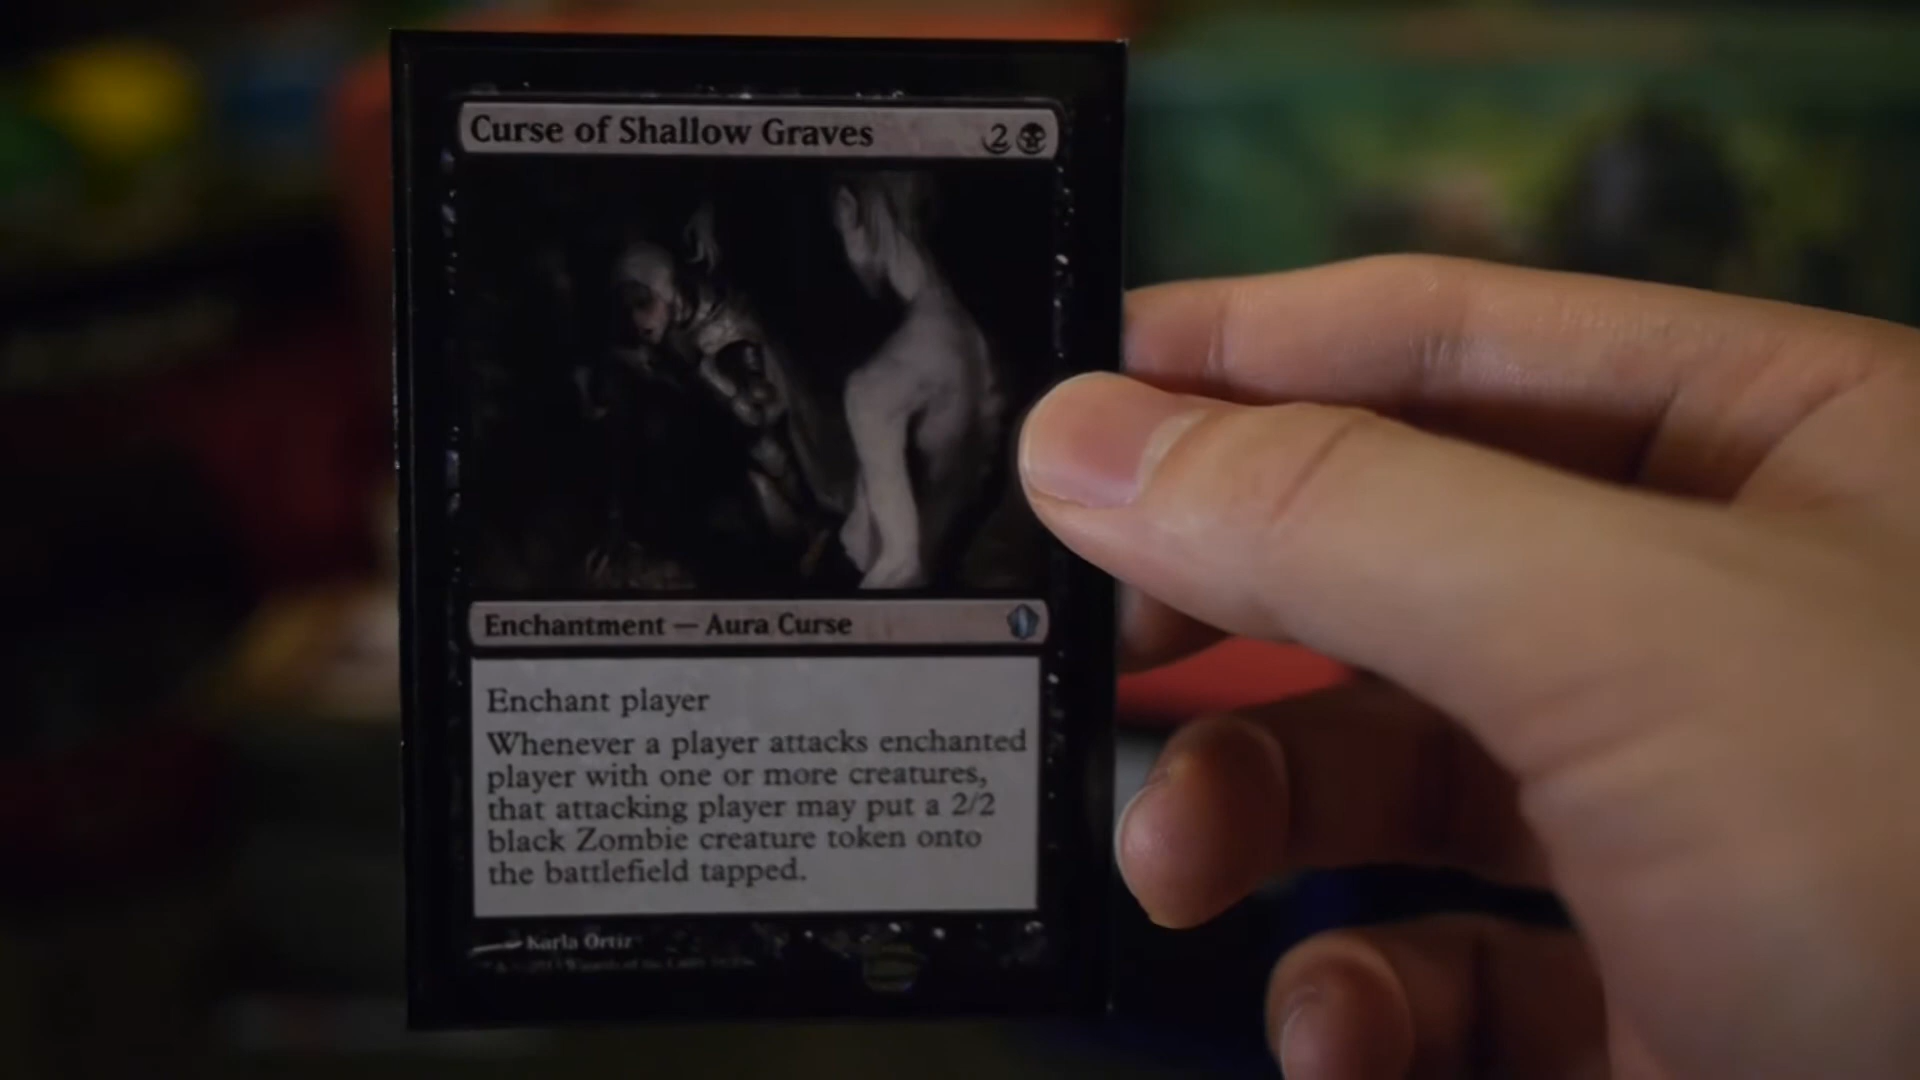 Curse of Shallow Graves 2
Enchantment — Aura Curse
Enchant player
Whenever a player attacks enchanted
player with one or more creatures,
that attacking player may put a 2/2
black Zombie creature token onto
the battlefield tapped.
Karla Ortiz